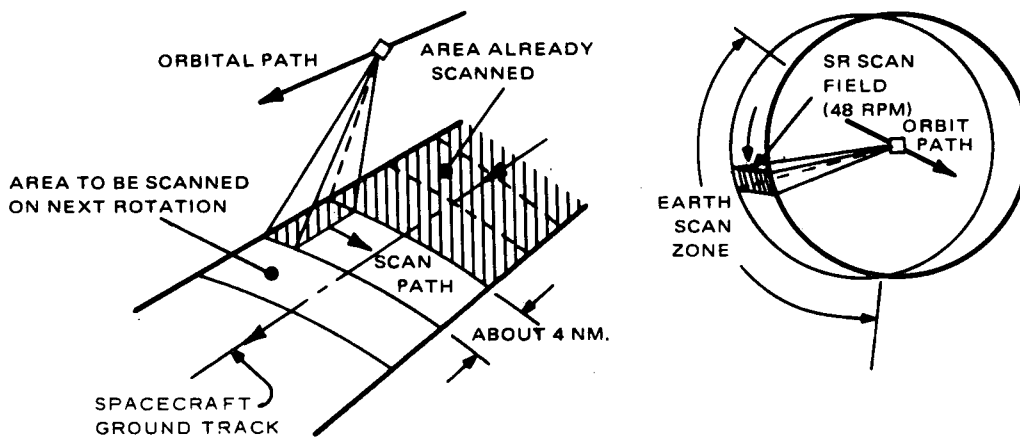 ORBITAL PATH
AREA ALREADY
SCANNED
AREA TO BE SCANNED
ON NEXT ROTATION
SCAN
PATH
ABOUT 4 NM.
SPACECRAFT
GROUND TRACK
SR SCAN
FIELD
(48 RPM)
ORBIT
PATH
EARTH
SCAN
ZONE